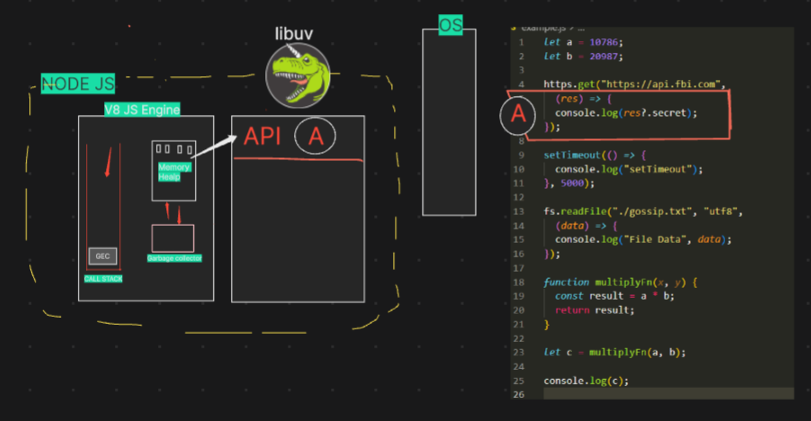 libuv
OS
NODE JS
V8 JS Engine
Memory
Heap
GEC
CALL STACK
Garbage collector
API A
A
example.js > ...
1 let a = 10786;
2 let b = 20987;
4 https.get("https://api.fbi.com",
(res) => {
console.log(res?.secret);
});
8
9 setTimeout(() => {
10 console.log("setTimeout");
11 }, 5000);
12
13 fs.readFile("./gossip.txt", "utf8",
14 (data) => {
15 console.log("File Data", data);
16 });
17
18 function multiplyFn(x, y) {
19 const result = a * b;
20 return result;
21 }
22
23 let c = multiplyFn(a, b);
24
25 console.log(c);
26